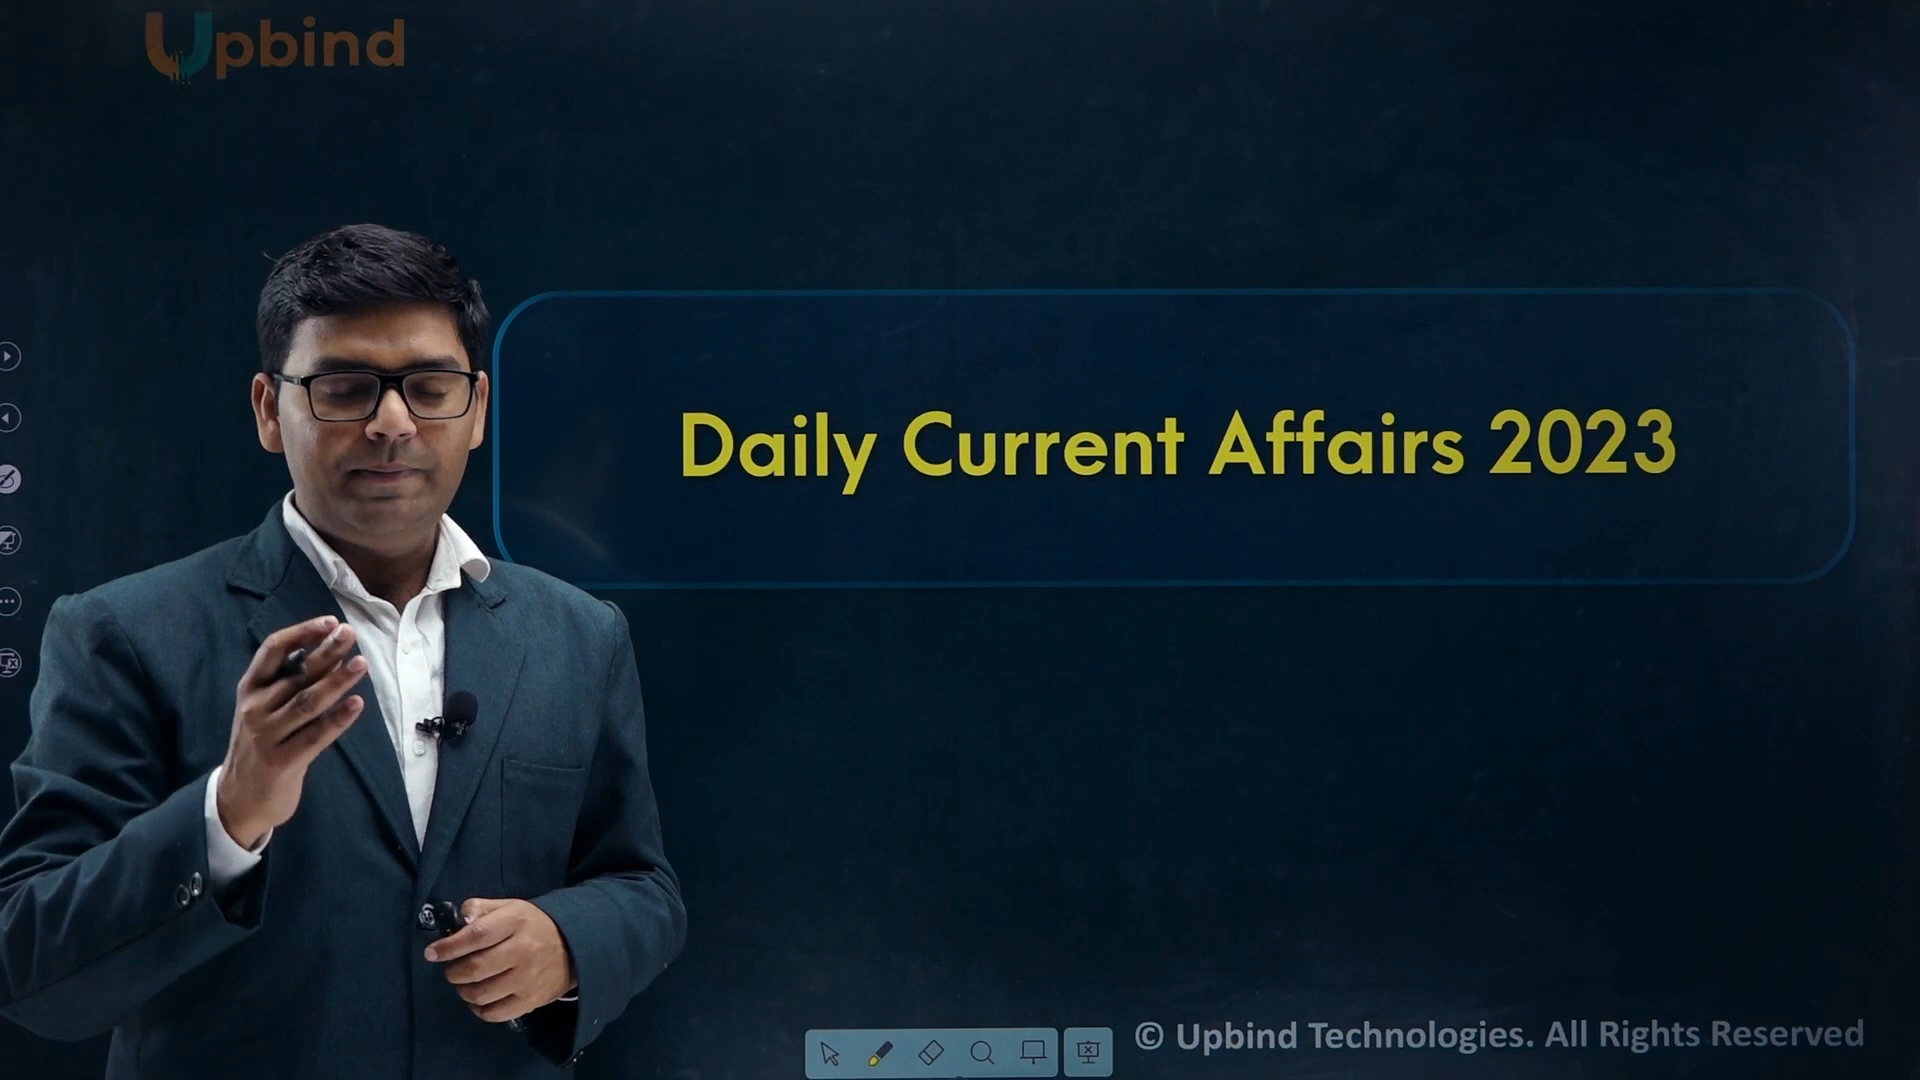 Upbind
Daily Current Affairs 2023
© Upbind Technologies. All Rights Reserved